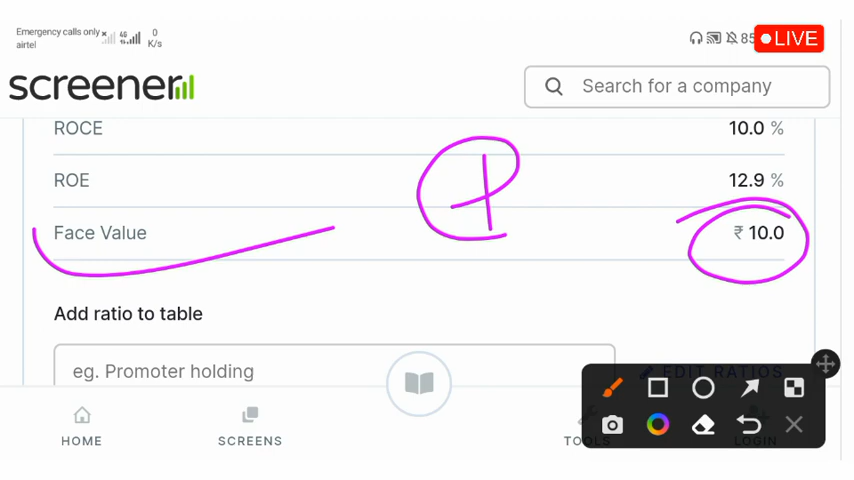 Emergency calls only
airtel
4G
0
K/s
LIVE
screener
Search for a company
ROCE 10.0 %
ROE 12.9 %
Face Value ₹ 10.0
Add ratio to table
eg. Promoter holding
EDIT RATIOS
HOME SCREENS TOOLS LOGIN